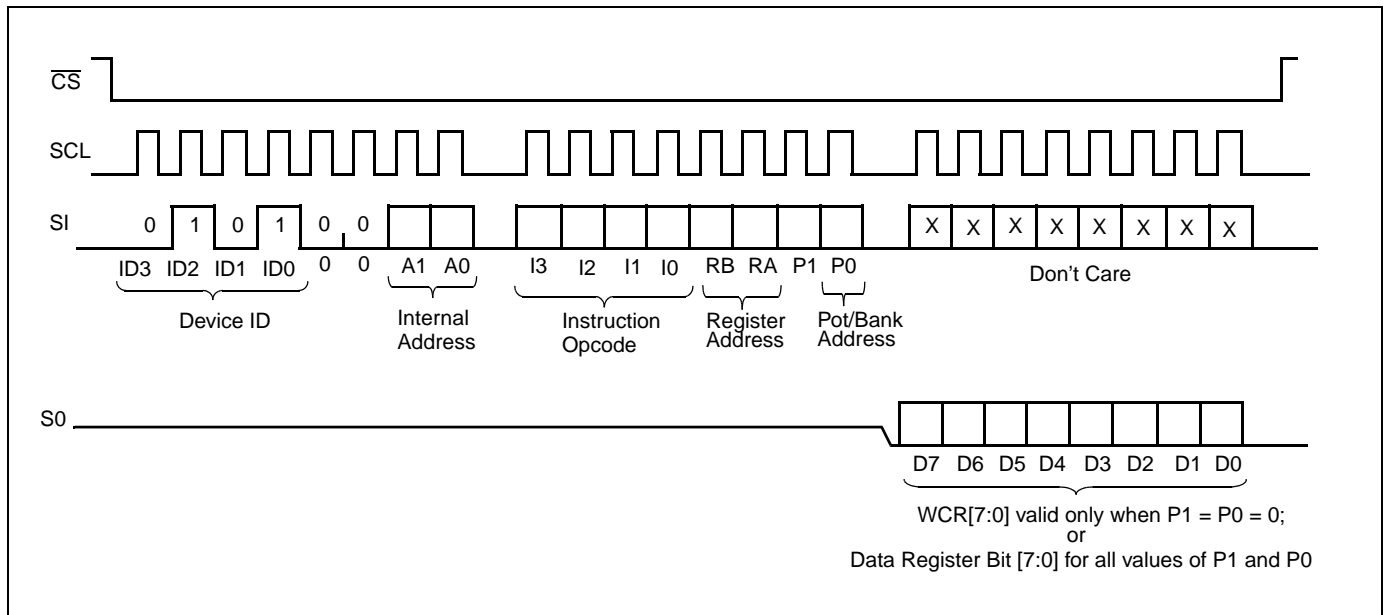 CS
SCL
SI
0 1 0 1 0 0
X X X X X X X X
ID3 ID2 ID1 ID0 0 0 A1 A0 I3 I2 I1 I0 RB RA P1 P0
Don't Care
Device ID
Internal
Address
Instruction
Opcode
Register
Address
Pot/Bank
Address
S0
D7 D6 D5 D4 D3 D2 D1 D0
WCR[7:0] valid only when P1 = P0 = 0;
or
Data Register Bit [7:0] for all values of P1 and P0